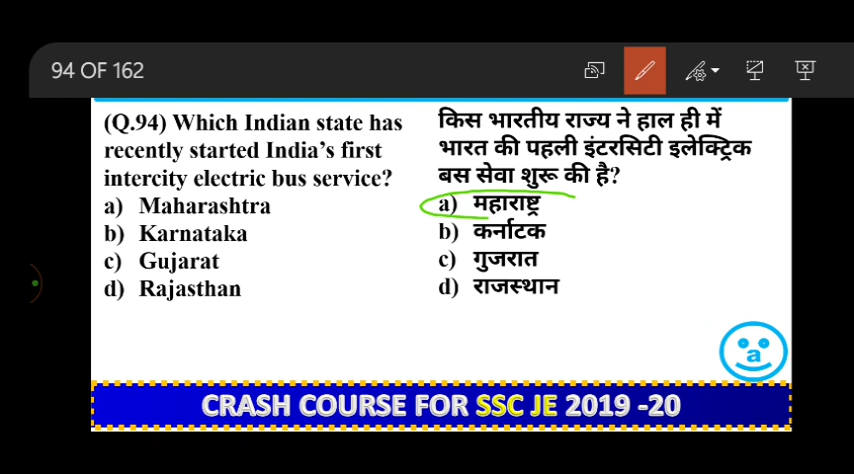 94 OF 162
(Q.94) Which Indian state has
recently started India's first
intercity electric bus service?
a) Maharashtra
b) Karnataka
c) Gujarat
d) Rajasthan
किस भारतीय राज्य ने हाल ही में
भारत की पहली इंटरसिटी इलेक्ट्रिक
बस सेवा शुरू की है?
a) महाराष्ट्र
b) कर्नाटक
c) गुजरात
d) राजस्थान
a
CRASH COURSE FOR SSC JE 2019 -20